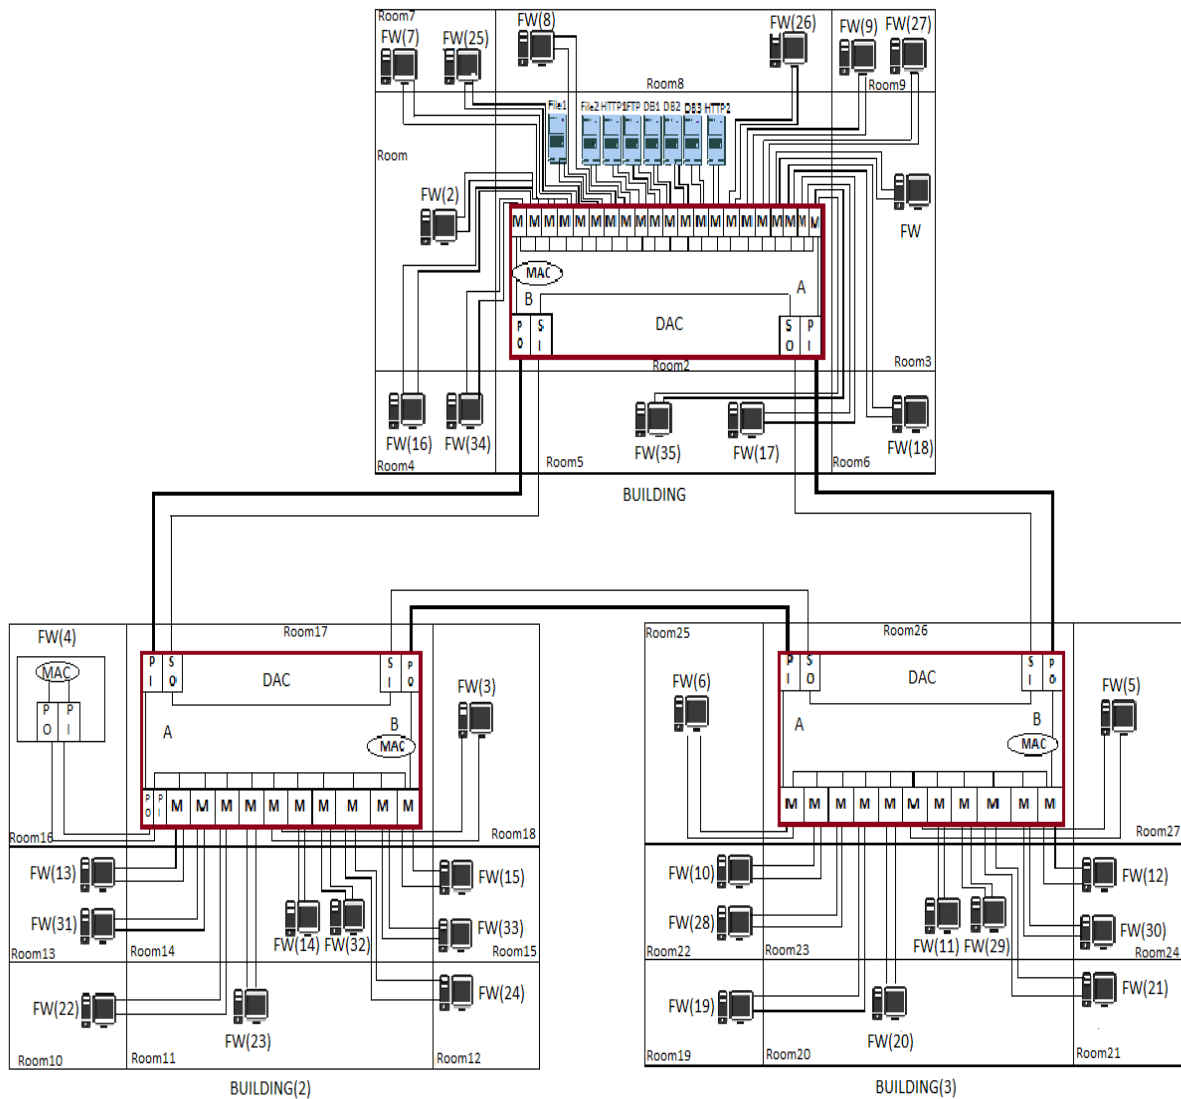 Room7
FW(7)
FW(25)
FW(8)
FW(26)
FW(9)
FW(27)
Room8
Room9
File1
File2 HTTP1 FTP DB1 DB2 DB3 HTTP2
Room
FW(2)
FW
M M M M M M M M M M M M M M M M M M M M
MAC
B
A
P O
S I
DAC
S O
P I
Room2
Room3
FW(16)
FW(34)
FW(35)
FW(17)
FW(18)
Room4
Room5
Room6
BUILDING
FW(4)
Room17
MAC
P O
P I
P I
S O
DAC
S I
P O
A
B
MAC
FW(3)
P O
P I
M M M M M M M M M M
Room16
Room18
FW(13)
FW(15)
FW(31)
FW(14)
FW(32)
FW(33)
Room13
Room14
Room15
FW(22)
FW(23)
FW(24)
Room10
Room11
Room12
BUILDING(2)
Room25
Room26
FW(6)
P I
S O
DAC
S I
P O
FW(5)
A
B
MAC
M M M M M M M M M M M
Room27
FW(10)
FW(12)
FW(28)
FW(11)
FW(29)
FW(30)
Room22
Room23
Room24
FW(19)
FW(20)
FW(21)
Room19
Room20
Room21
BUILDING(3)